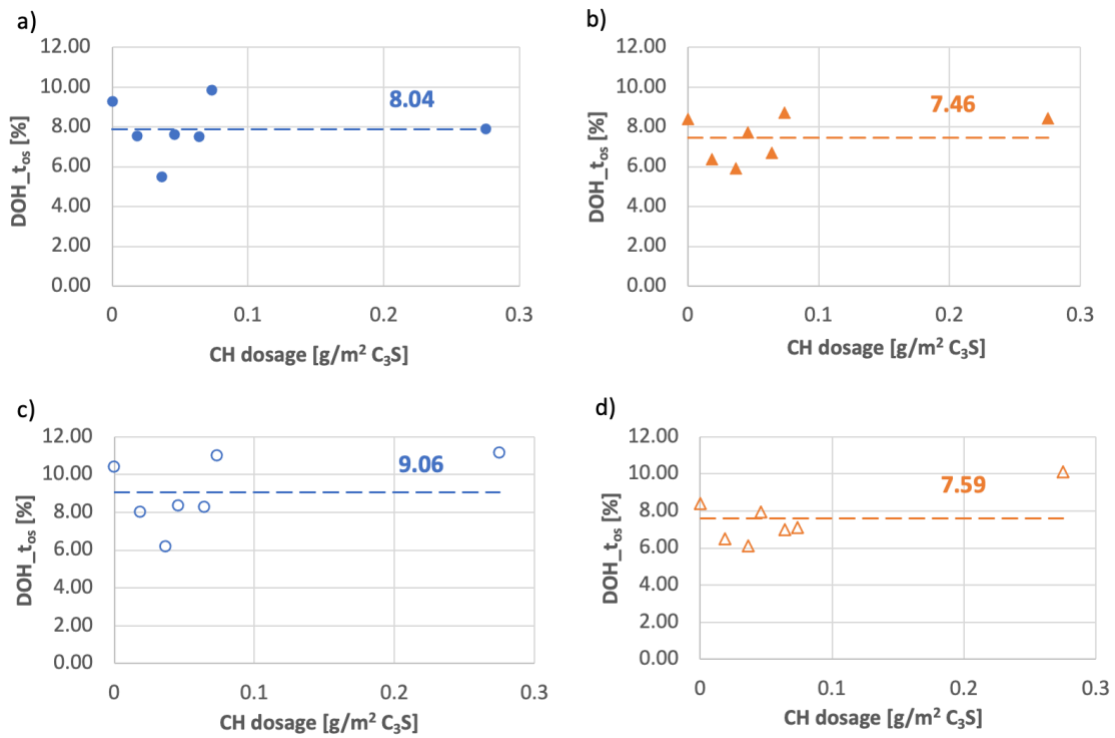 a)
12.00
10.00
8.00
6.00
4.00
2.00
0.00
DOH_tos [%]
8.04
0 0.1 0.2 0.3
CH dosage [g/m² C₃S]
b)
12.00
10.00
8.00
6.00
4.00
2.00
0.00
DOH_tos [%]
7.46
0 0.1 0.2 0.3
CH dosage [g/m² C₃S]
c)
12.00
10.00
8.00
6.00
4.00
2.00
0.00
DOH_tos [%]
9.06
0 0.1 0.2 0.3
CH dosage [g/m² C₃S]
d)
12.00
10.00
8.00
6.00
4.00
2.00
0.00
DOH_tos [%]
7.59
0 0.1 0.2 0.3
CH dosage [g/m² C₃S]